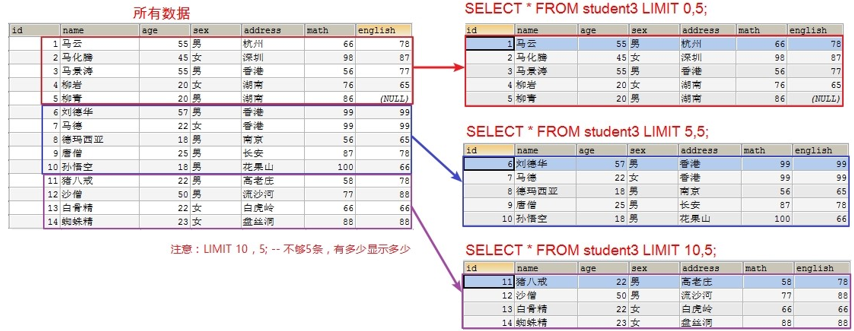 所有数据
id name age sex address math english
1 马云 55 男 杭州 66 78
2 马化腾 45 女 深圳 98 87
3 马景涛 55 男 香港 56 77
4 柳岩 20 女 湖南 76 65
5 柳青 20 男 湖南 86 (NULL)
6 刘德华 57 男 香港 99 99
7 马德 22 女 香港 99 99
8 德玛西亚 18 男 南京 56 65
9 唐僧 25 男 长安 87 78
10 孙悟空 18 男 花果山 100 66
11 猪八戒 22 男 高老庄 58 78
12 沙僧 50 男 流沙河 77 88
13 白骨精 22 女 白虎岭 66 66
14 蜘蛛精 23 女 盘丝洞 88 88
注意：LIMIT 10，5; -- 不够5条，有多少显示多少
SELECT * FROM student3 LIMIT 0,5;
id name age sex address math english
1 马云 55 男 杭州 66 78
2 马化腾 45 女 深圳 98 87
3 马景涛 55 男 香港 56 77
4 柳岩 20 女 湖南 76 65
5 柳青 20 男 湖南 86 (NULL)
SELECT * FROM student3 LIMIT 5,5;
id name age sex address math english
6 刘德华 57 男 香港 99 99
7 马德 22 女 香港 99 99
8 德玛西亚 18 男 南京 56 65
9 唐僧 25 男 长安 87 78
10 孙悟空 18 男 花果山 100 66
SELECT * FROM student3 LIMIT 10,5;
id name age sex address math english
11 猪八戒 22 男 高老庄 58 78
12 沙僧 50 男 流沙河 77 88
13 白骨精 22 女 白虎岭 66 66
14 蜘蛛精 23 女 盘丝洞 88 88